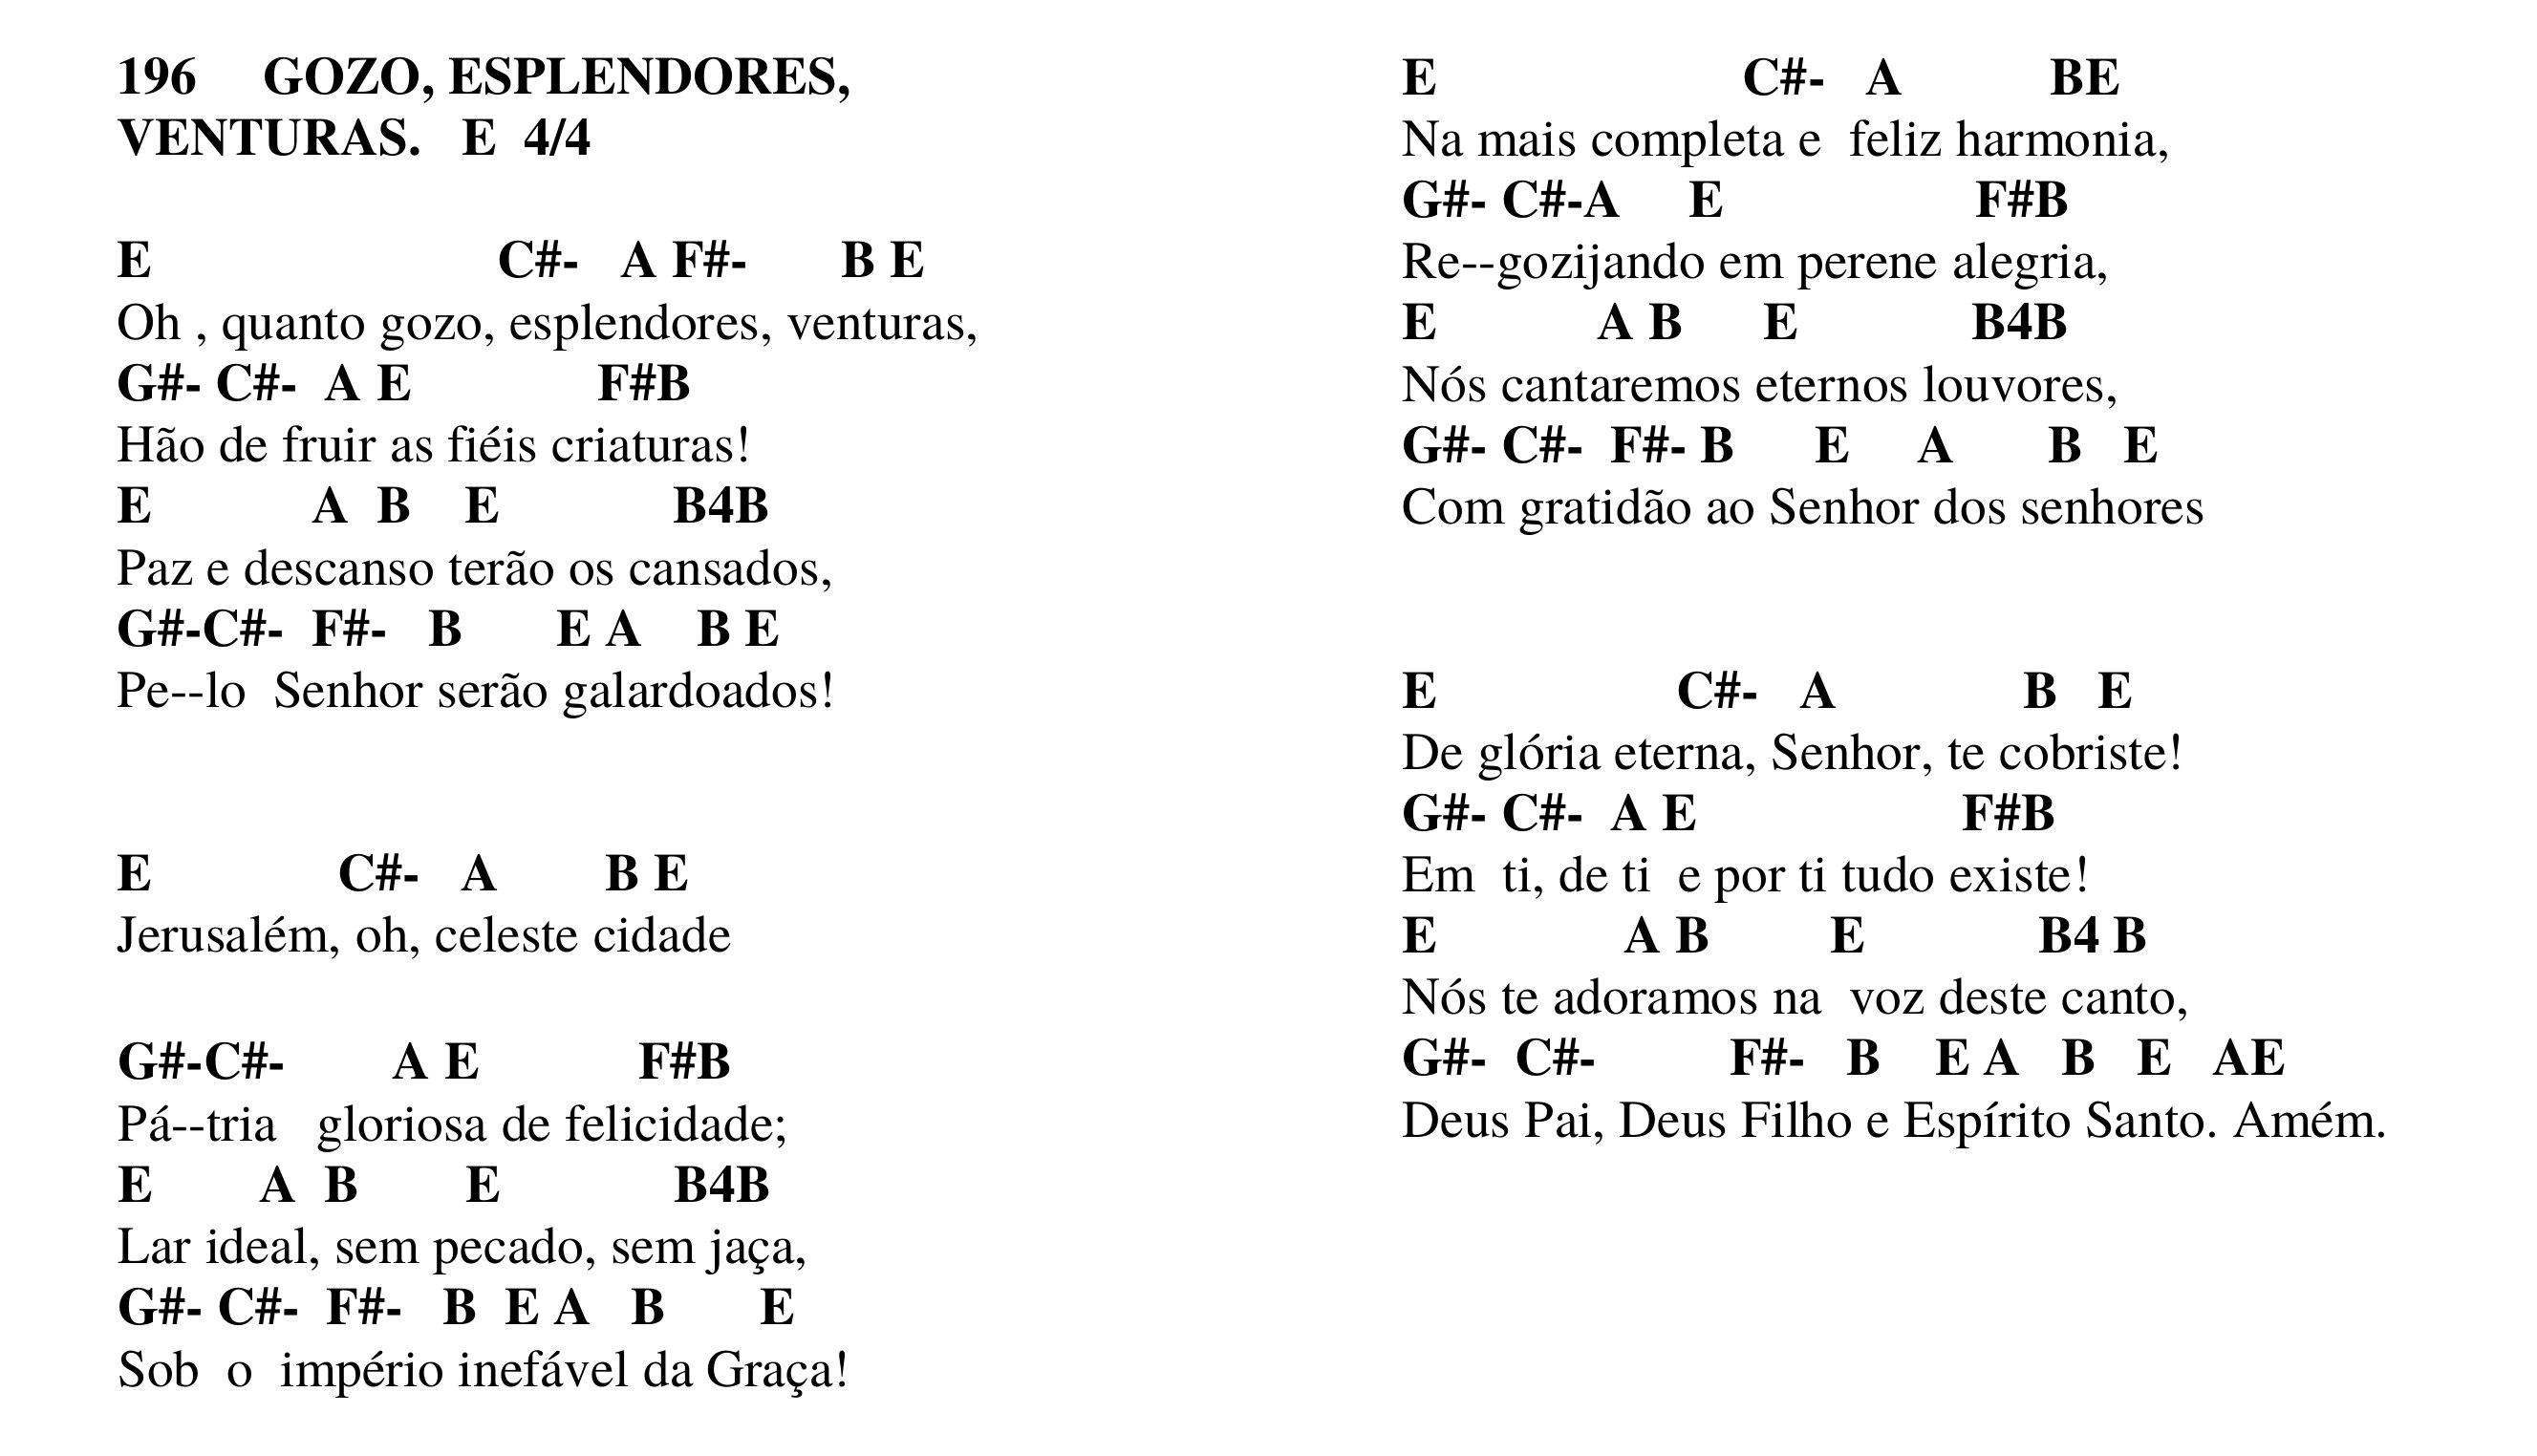 196     GOZO, ESPLENDORES,
VENTURAS.   E  4/4
E                          C#-   A F#-       B E
Oh , quanto gozo, esplendores, venturas,
G#- C#-  A E              F#B
Hão de fruir as fiéis criaturas!
E            A  B    E             B4B
Paz e descanso terão os cansados,
G#-C#-  F#-   B       E A    B E
Pe--lo  Senhor serão galardoados!
E              C#-   A        B E
Jerusalém, oh, celeste cidade
G#-C#-        A E            F#B
Pá--tria   gloriosa de felicidade;
E        A  B        E             B4B
Lar ideal, sem pecado, sem jaça,
G#- C#-  F#-   B  E A   B       E
Sob  o  império inefável da Graça!
E                       C#-   A           BE
Na mais completa e  feliz harmonia,
G#- C#-A     E                   F#B
Re--gozijando em perene alegria,
E            A B      E             B4B
Nós cantaremos eternos louvores,
G#- C#-  F#- B      E     A       B   E
Com gratidão ao Senhor dos senhores
E                  C#-   A              B   E
De glória eterna, Senhor, te cobriste!
G#- C#-  A E                    F#B
Em  ti, de ti  e por ti tudo existe!
E              A B         E             B4 B
Nós te adoramos na  voz deste canto,
G#-  C#-          F#-   B    E A   B   E   AE
Deus Pai, Deus Filho e Espírito Santo. Amém.